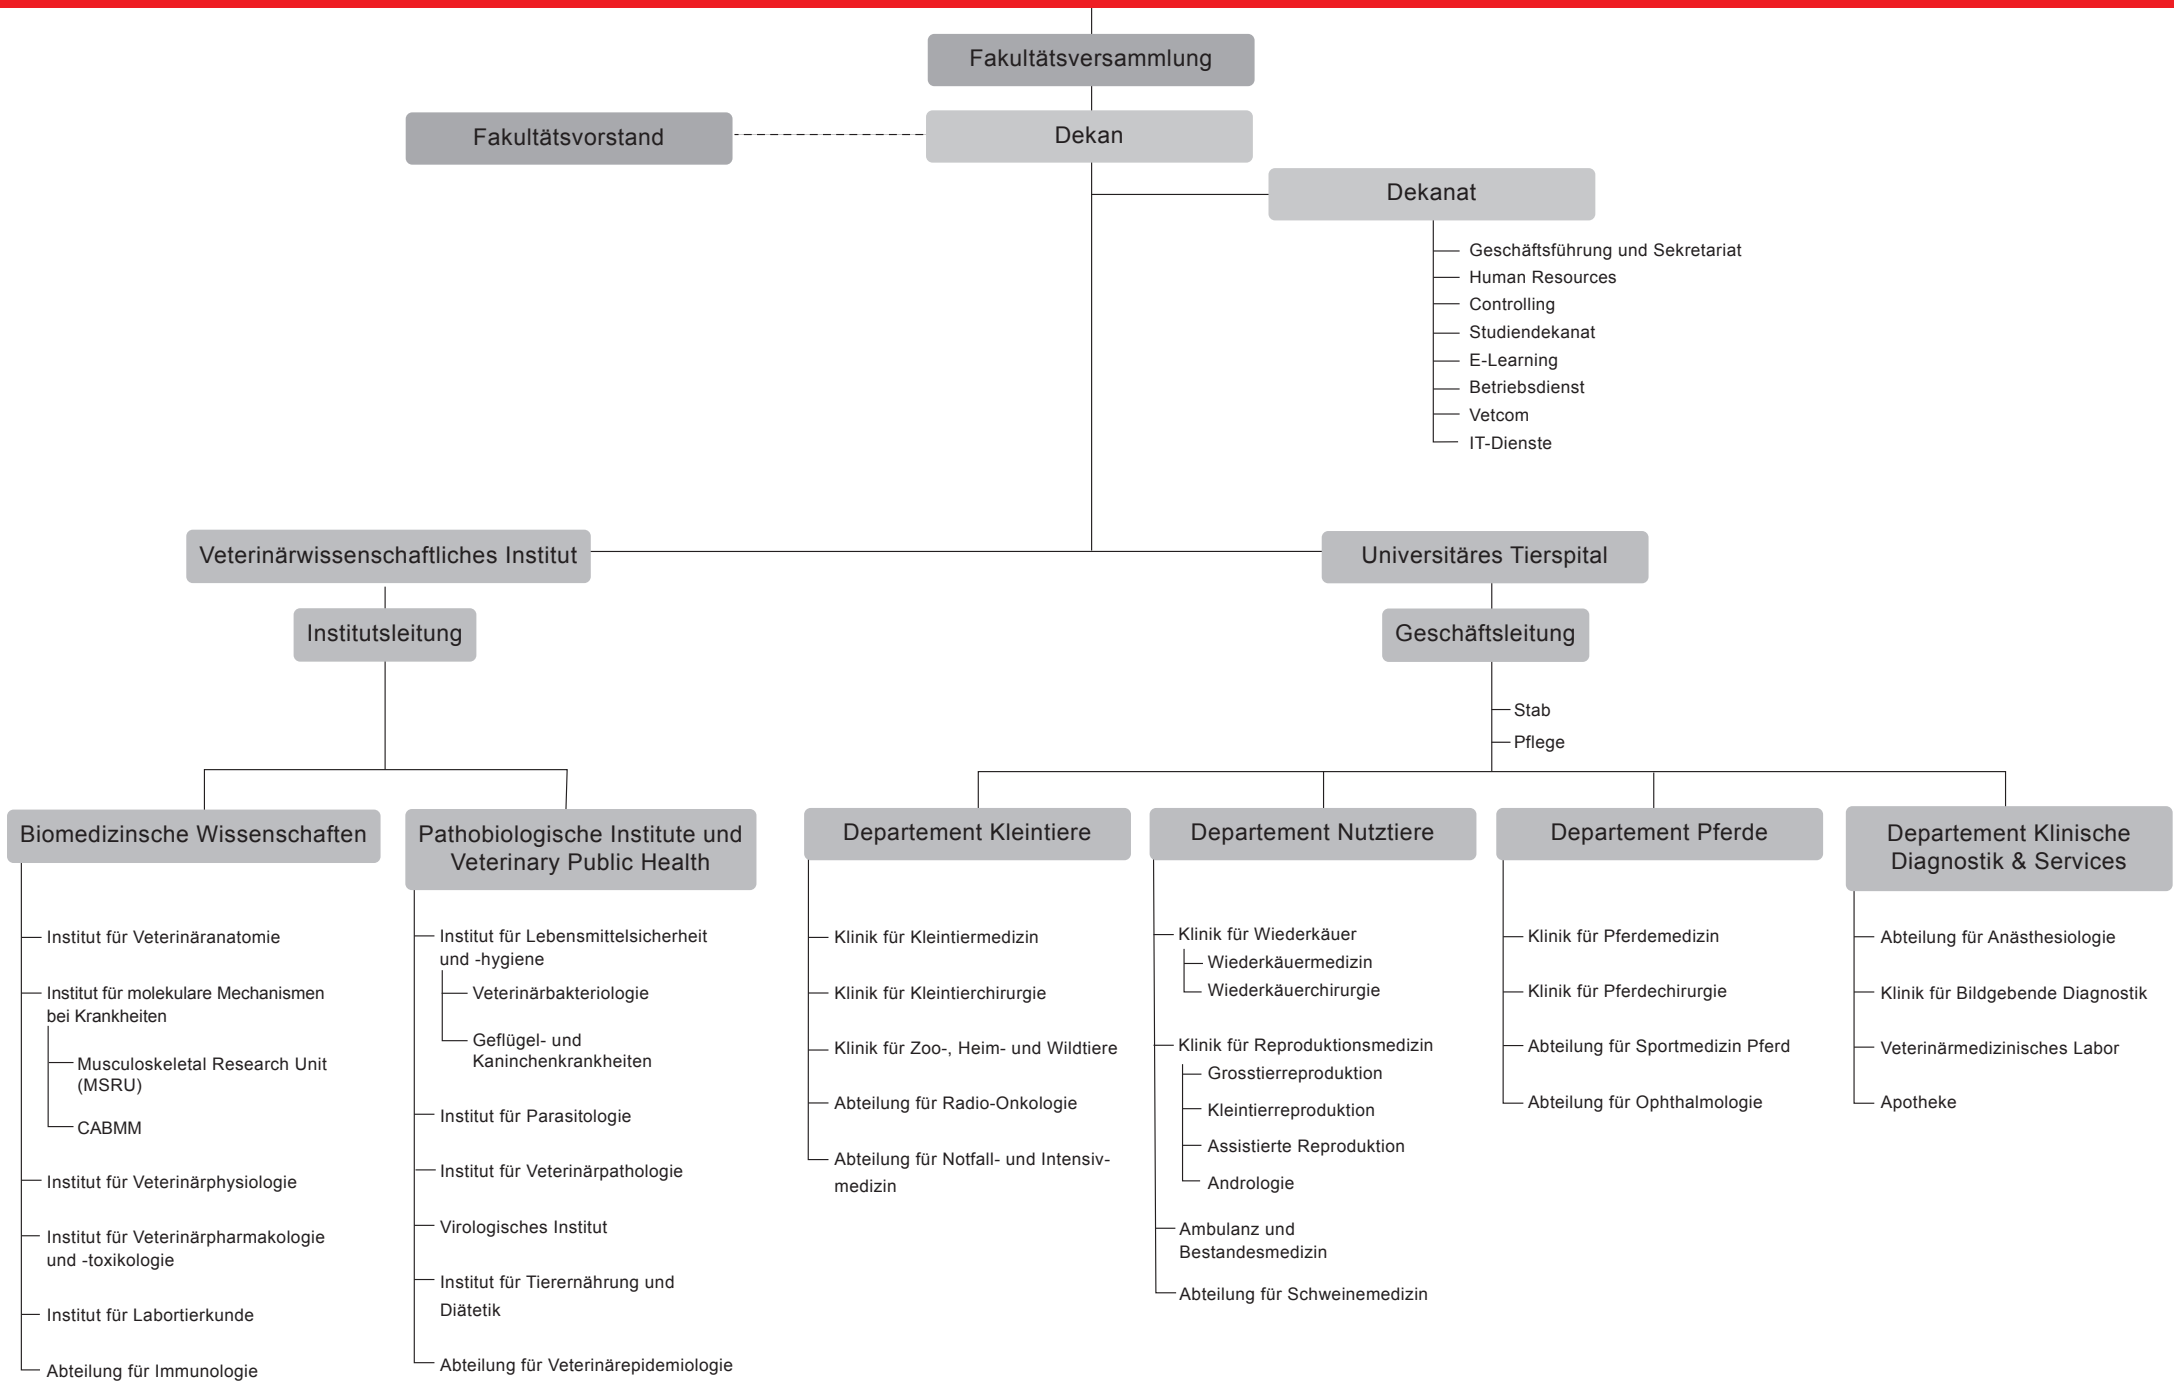 Fakultätsversammlung
Fakultätsvorstand
Dekan
Dekanat
Geschäftsführung und Sekretariat
Human Resources
Controlling
Studiendekanat
E-Learning
Betriebsdienst
Vetcom
IT-Dienste
Veterinärwissenschaftliches Institut
Universitäres Tierspital
Institutsleitung
Geschäftsleitung
Stab
Pflege
Biomedizinsche Wissenschaften
Institut für Veterinäranatomie
Institut für molekulare Mechanismen
bei Krankheiten
Musculoskeletal Research Unit
(MSRU)
CABMM
Institut für Veterinärphysiologie
Institut für Veterinärpharmakologie
und -toxikologie
Institut für Labortierkunde
Abteilung für Immunologie
Pathobiologische Institute und
Veterinary Public Health
Institut für Lebensmittelsicherheit
und -hygiene
Veterinärbakteriologie
Geflügel- und
Kaninchenkrankheiten
Institut für Parasitologie
Institut für Veterinärpathologie
Virologisches Institut
Institut für Tierernährung und
Diätetik
Abteilung für Veterinärepidemiologie
Departement Kleintiere
Klinik für Kleintiermedizin
Klinik für Kleintierchirurgie
Klinik für Zoo-, Heim- und Wildtiere
Abteilung für Radio-Onkologie
Abteilung für Notfall- und Intensiv-
medizin
Departement Nutztiere
Klinik für Wiederkäuer
Wiederkäuermedizin
Wiederkäuerchirurgie
Klinik für Reproduktionsmedizin
Grosstierreproduktion
Kleintierreproduktion
Assistierte Reproduktion
Andrologie
Ambulanz und
Bestandesmedizin
Abteilung für Schweinemedizin
Departement Pferde
Klinik für Pferdemedizin
Klinik für Pferdechirurgie
Abteilung für Sportmedizin Pferd
Abteilung für Ophthalmologie
Departement Klinische
Diagnostik & Services
Abteilung für Anästhesiologie
Klinik für Bildgebende Diagnostik
Veterinärmedizinisches Labor
Apotheke